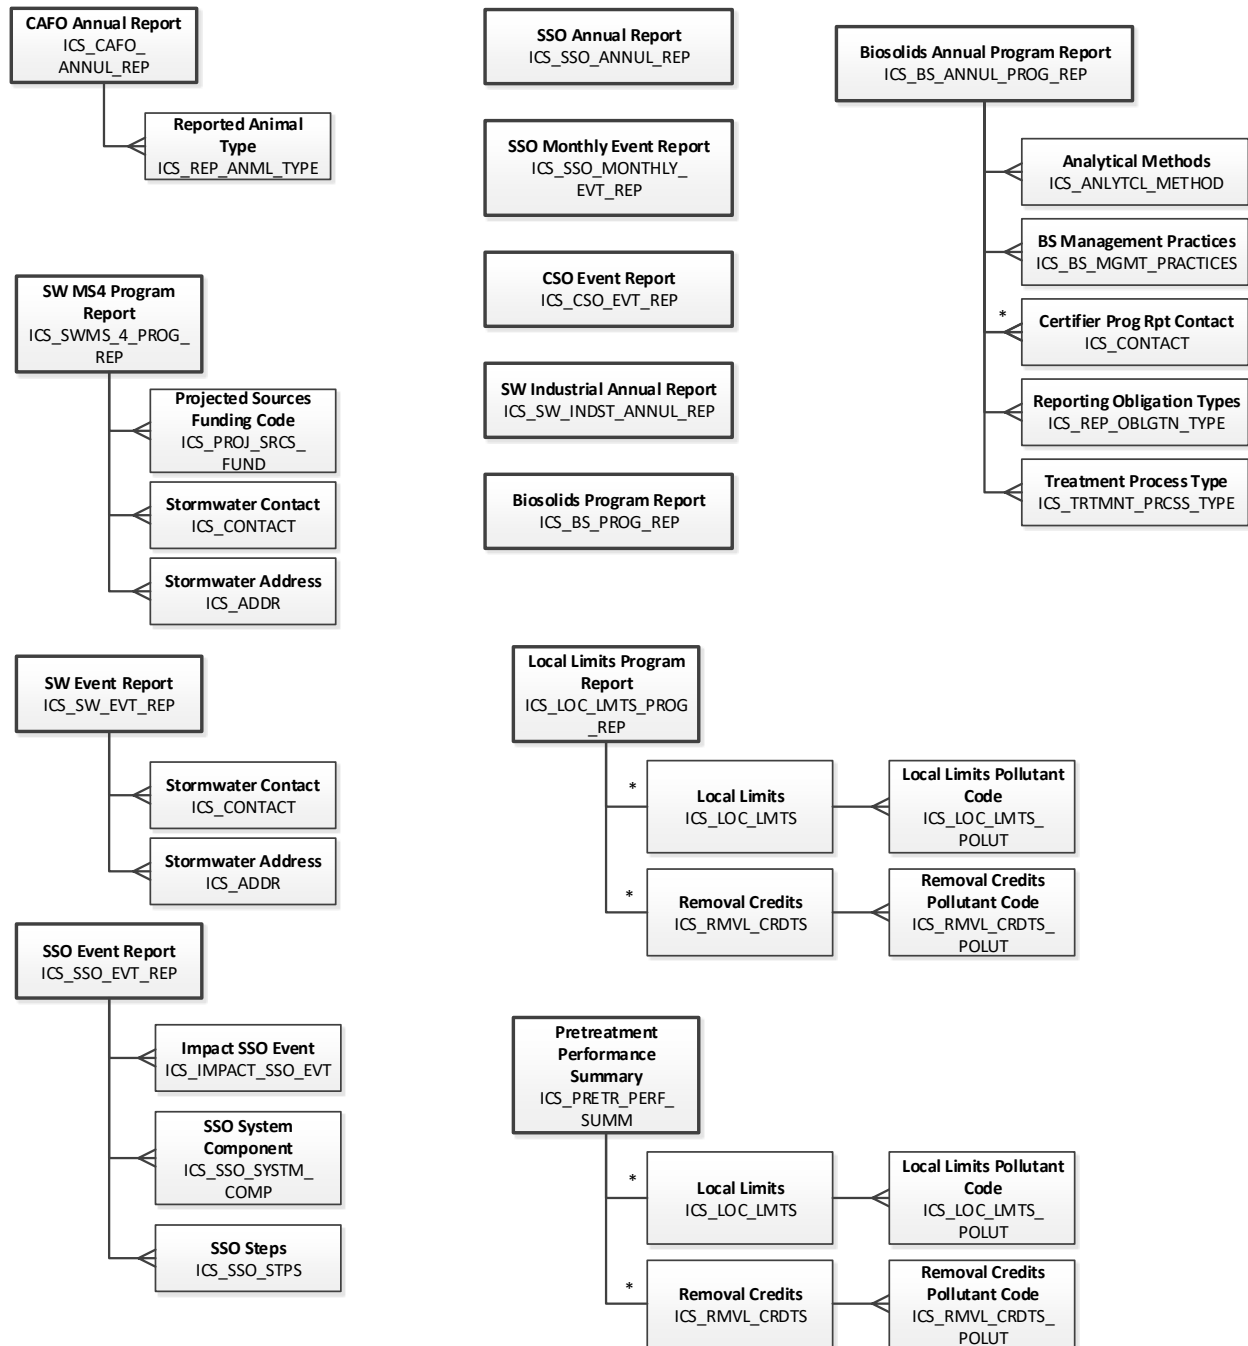 CAFO Annual Report
ICS_CAFO_
ANNUL_REP
Reported Animal
Type
ICS_REP_ANML_TYPE
SW MS4 Program
Report
ICS_SWMS_4_PROG_
REP
Projected Sources
Funding Code
ICS_PROJ_SRCS_
FUND
Stormwater Contact
ICS_CONTACT
Stormwater Address
ICS_ADDR
SW Event Report
ICS_SW_EVT_REP
Stormwater Contact
ICS_CONTACT
Stormwater Address
ICS_ADDR
SSO Event Report
ICS_SSO_EVT_REP
Impact SSO Event
ICS_IMPACT_SSO_EVT
SSO System
Component
ICS_SSO_SYSTM_
COMP
SSO Steps
ICS_SSO_STPS
SSO Annual Report
ICS_SSO_ANNUL_REP
SSO Monthly Event Report
ICS_SSO_MONTHLY_
EVT_REP
CSO Event Report
ICS_CSO_EVT_REP
SW Industrial Annual Report
ICS_SW_INDST_ANNUL_REP
Biosolids Program Report
ICS_BS_PROG_REP
Biosolids Annual Program Report
ICS_BS_ANNUL_PROG_REP
Analytical Methods
ICS_ANLYTCL_METHOD
BS Management Practices
ICS_BS_MGMT_PRACTICES
*
Certifier Prog Rpt Contact
ICS_CONTACT
Reporting Obligation Types
ICS_REP_OBLGTN_TYPE
Treatment Process Type
ICS_TRTMNT_PRCSS_TYPE
Local Limits Program
Report
ICS_LOC_LMTS_PROG
_REP
*
Local Limits
ICS_LOC_LMTS
Local Limits Pollutant
Code
ICS_LOC_LMTS_
POLUT
*
Removal Credits
ICS_RMVL_CRDTS
Removal Credits
Pollutant Code
ICS_RMVL_CRDTS_
POLUT
Pretreatment
Performance
Summary
ICS_PRETR_PERF_
SUMM
*
Local Limits
ICS_LOC_LMTS
Local Limits Pollutant
Code
ICS_LOC_LMTS_
POLUT
*
Removal Credits
ICS_RMVL_CRDTS
Removal Credits
Pollutant Code
ICS_RMVL_CRDTS_
POLUT